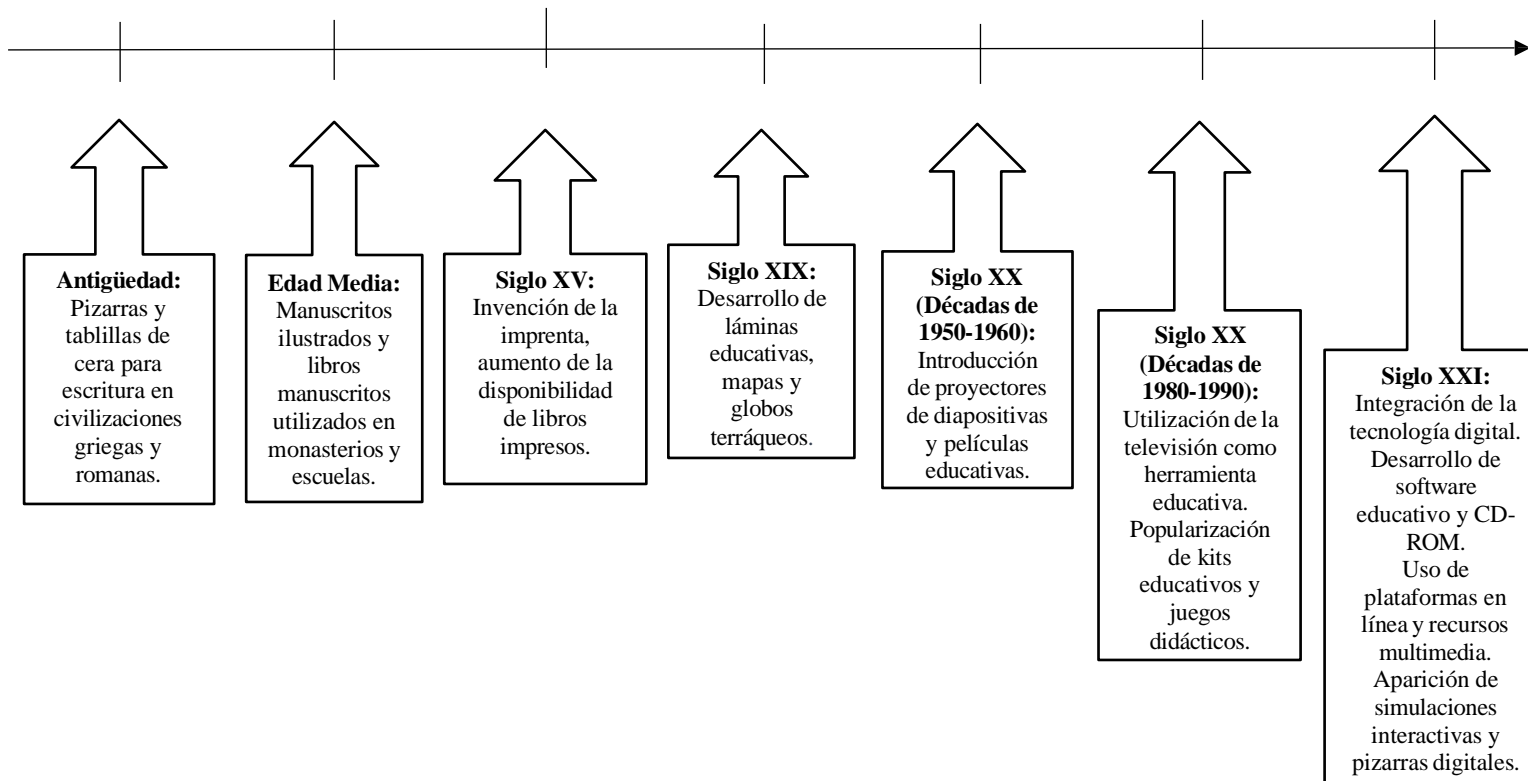 Antigüedad:
Pizarras y
tablillas de
cera para
escritura en
civilizaciones
griegas y
romanas.
Edad Media:
Manuscritos
ilustrados y
libros
manuscritos
utilizados en
monasterios y
escuelas.
Siglo XV:
Invención de la
imprenta,
aumento de la
disponibilidad
de libros
impresos.
Siglo XIX:
Desarrollo de
láminas
educativas,
mapas y
globos
terráqueos.
Siglo XX
(Décadas de
1950-1960):
Introducción
de proyectores
de diapositivas
y películas
educativas.
Siglo XX
(Décadas de
1980-1990):
Utilización de la
televisión como
herramienta
educativa.
Popularización
de kits
educativos y
juegos
didácticos.
Siglo XXI:
Integración de la
tecnología digital.
Desarrollo de
software
educativo y CD-
ROM.
Uso de
plataformas en
línea y recursos
multimedia.
Aparición de
simulaciones
interactivas y
pizarras digitales.